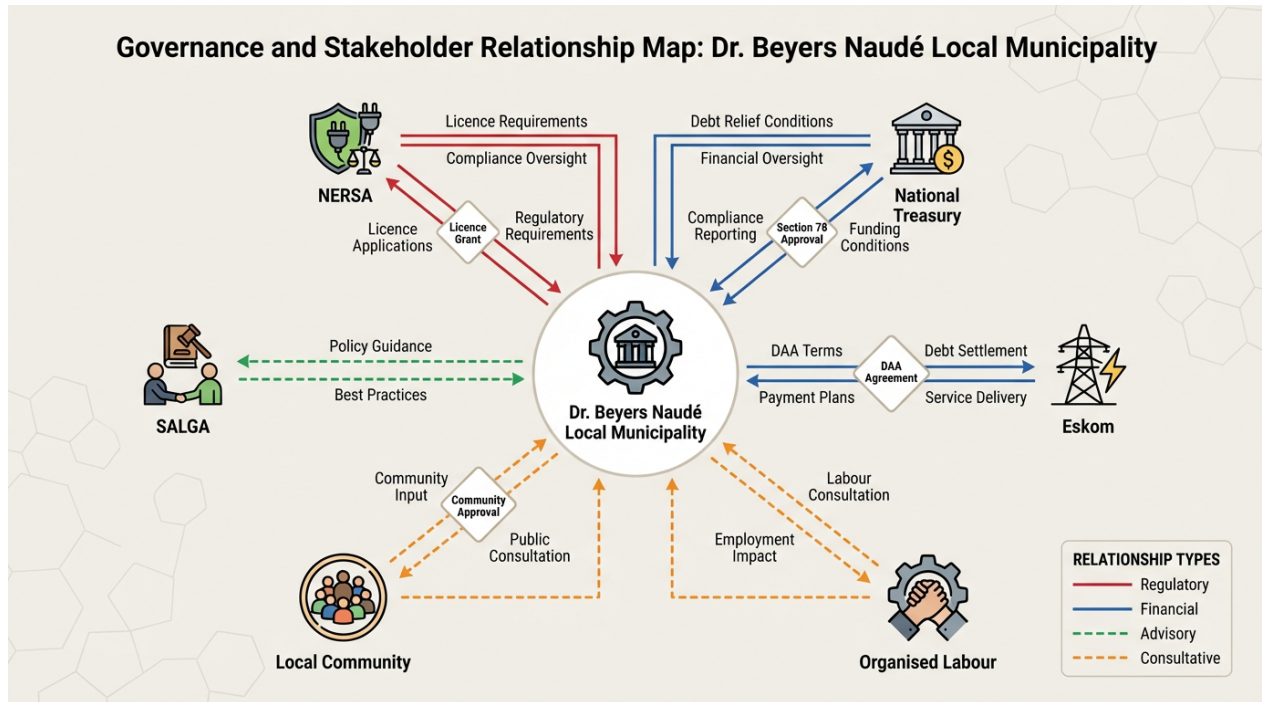 Governance and Stakeholder Relationship Map: Dr. Beyers Naudé Local Municipality
Licence Requirements
Compliance Oversight
NERSA
Licence
Applications
Licence
Grant
Regulatory
Requirements
Debt Relief Conditions
Financial Oversight
National
Treasury
Compliance
Reporting
Section 78
Approval
Funding
Conditions
Policy Guidance
Best Practices
SALGA
Dr. Beyers Naudé
Local Municipality
DAA Terms
Payment Plans
DAA
Agreement
Debt Settlement
Service Delivery
Eskom
Community
Input
Community
Approval
Public
Consultation
Local Community
Labour
Consultation
Employment
Impact
Organised Labour
RELATIONSHIP TYPES
Regulatory
Financial
Advisory
Consultative